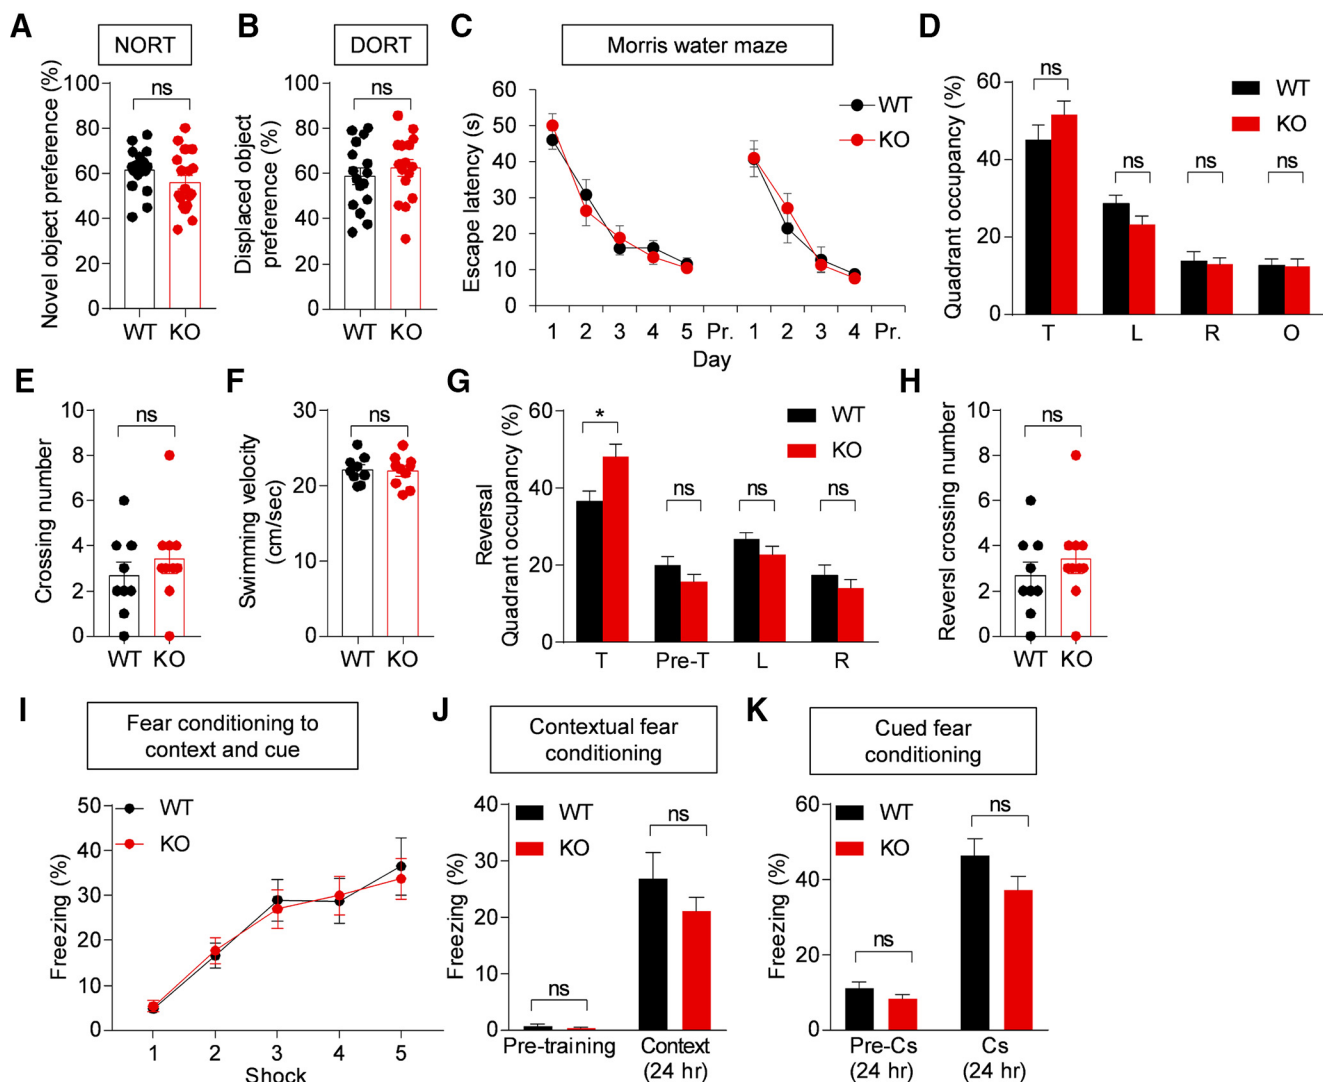 A
NORT
Novel object preference (%)
100
80
60
40
20
0
ns
WT KO
B
DORT
Displaced object
preference (%)
100
80
60
40
20
0
ns
WT KO
C
Morris water maze
Escape latency (s)
60
50
40
30
20
10
0
WT
KO
1 2 3 4 5 Pr. 1 2 3 4 Pr.
Day
D
Quadrant occupancy (%)
60
40
20
0
ns
ns
ns
ns
WT
KO
T L R O
E
Crossing number
10
8
6
4
2
0
ns
WT KO
F
Swimming velocity
(cm/sec)
30
20
10
0
ns
WT KO
G
Reversal
Quadrant occupancy (%)
60
40
20
0
*
ns
ns
ns
WT
KO
T Pre-T L R
H
Reversl crossing number
10
8
6
4
2
0
ns
WT KO
I
Fear conditioning to
context and cue
Freezing (%)
50
40
30
20
10
0
WT
KO
1 2 3 4 5
Shock
J
Contextual fear
conditioning
Freezing (%)
40
30
20
10
0
WT
KO
ns
ns
Pre-training Context
(24 hr)
K
Cued fear
conditioning
Freezing (%)
60
40
20
0
WT
KO
ns
ns
Pre-Cs Cs
(24 hr) (24 hr)